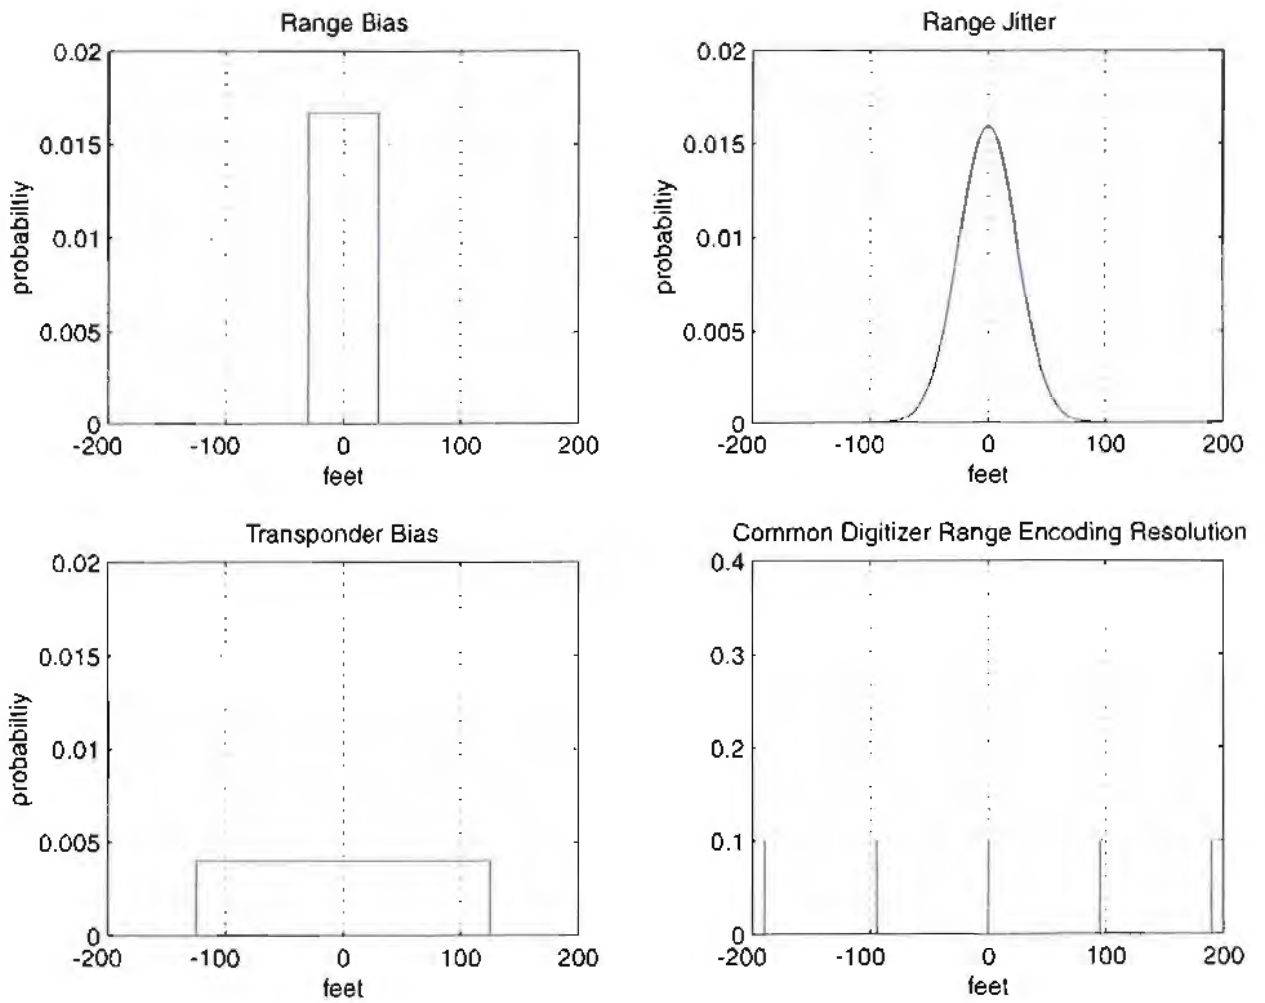 Range Bias
0.02
0.015
0.01
0.005
0
probabiltiy
-200 -100 0 100 200
feet
Range Jitter
0.02
0.015
0.01
0.005
0
probabiltiy
-200 -100 0 100 200
feet
Transponder Bias
0.02
0.015
0.01
0.005
0
probabiltiy
-200 -100 0 100 200
feet
Common Digitizer Range Encoding Resolution
0.4
0.3
0.2
0.1
0
-200 -100 0 100 200
feet